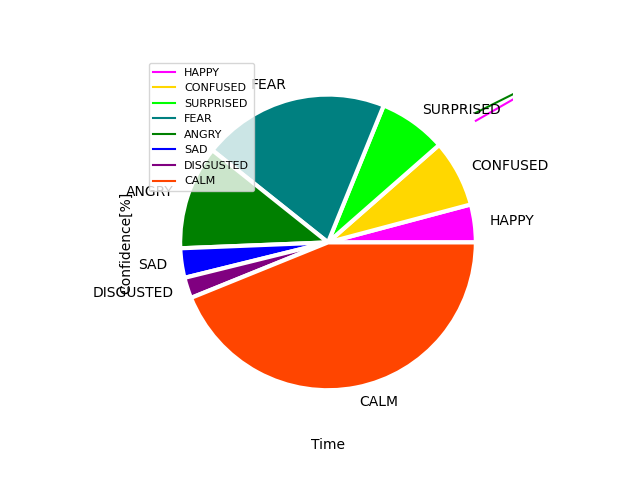 HAPPY
CONFUSED
SURPRISED
FEAR
ANGRY
SAD
DISGUSTED
CALM
FEAR
SURPRISED
CONFUSED
ANGRY
HAPPY
Confidence[%]
SAD
DISGUSTED
CALM
Time